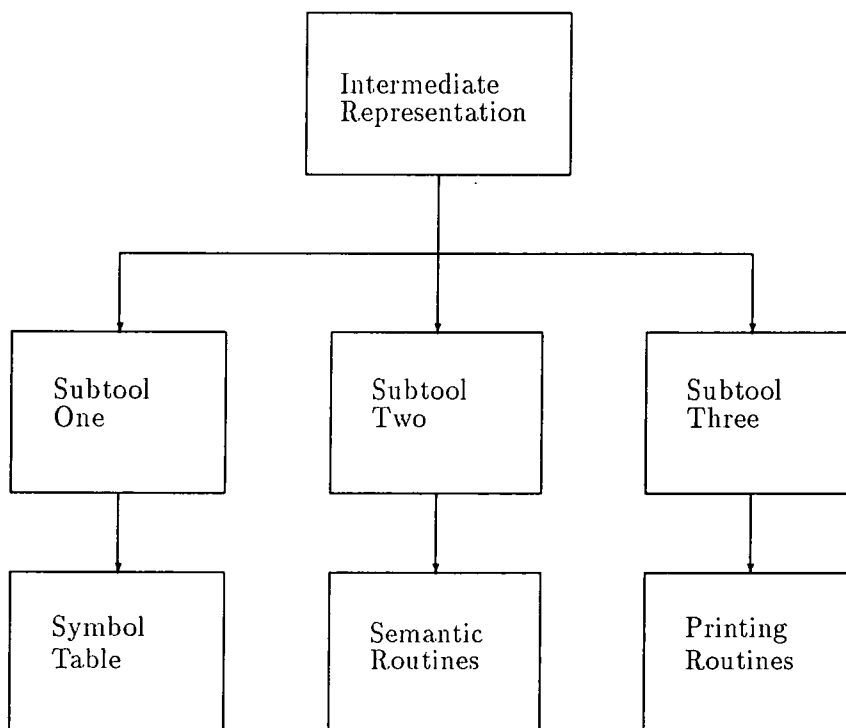 Intermediate
Representation
Subtool
One
Subtool
Two
Subtool
Three
Symbol
Table
Semantic
Routines
Printing
Routines